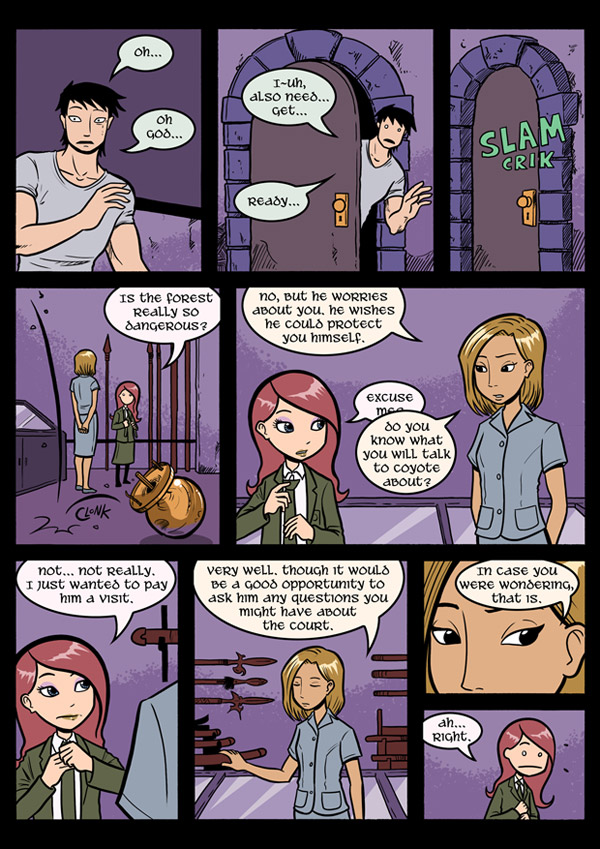 oh...
oh
god...
I-uh,
also need...
get...
ready...
SLAM
CRIK
Is the forest
really so
dangerous?
CLONK
no, but he worries
about you. he wishes
he could protect
you himself.
excuse
me...
do you
know what
you will talk
to coyote
about?
not... not really.
I just wanted to pay
him a visit.
very well. though it would
be a good opportunity to
ask him any questions you
might have about
the court.
In case you
were wondering,
that is.
ah...
right.